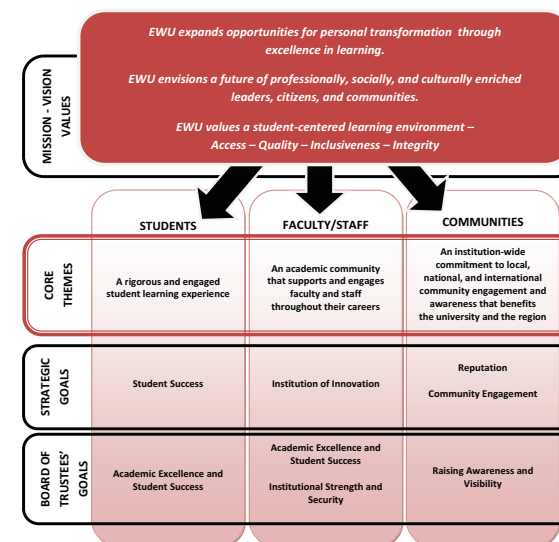 EWU expands opportunities for personal transformation through
excellence in learning.
EWU envisions a future of professionally, socially, and culturally enriched
leaders, citizens, and communities.
EWU values a student-centered learning environment –
Access – Quality – Inclusiveness – Integrity
MISSION - VISION
VALUES
STUDENTS
FACULTY/STAFF
COMMUNITIES
CORE
THEMES
A rigorous and engaged
student learning experience
An academic community
that supports and engages
faculty and staff
throughout their careers
An institution-wide
commitment to local,
national, and international
community engagement and
awareness that benefits
the university and the region
STRATEGIC
GOALS
Student Success
Institution of Innovation
Reputation
Community Engagement
BOARD OF
TRUSTEES'
GOALS
Academic Excellence and
Student Success
Academic Excellence and
Student Success
Institutional Strength and
Security
Raising Awareness and
Visibility